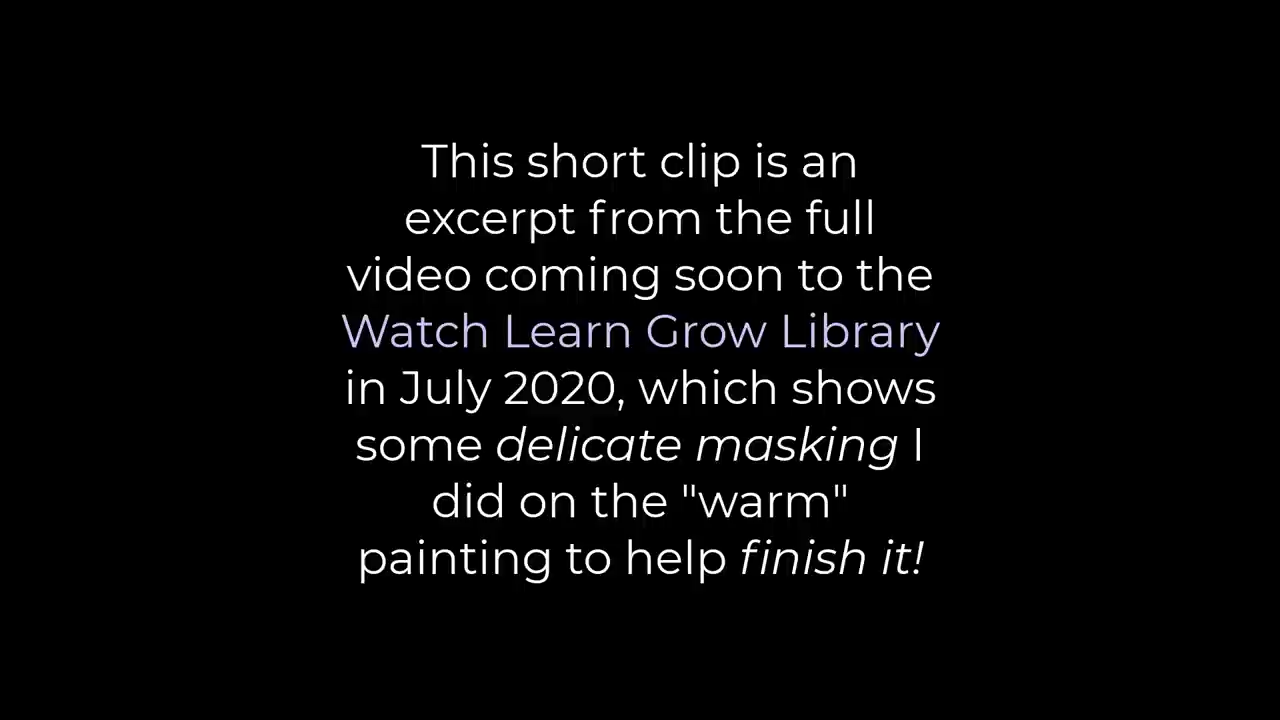 This short clip is an
excerpt from the full
video coming soon to the
Watch Learn Grow Library
in July 2020, which shows
some delicate masking I
did on the "warm"
painting to help finish it!